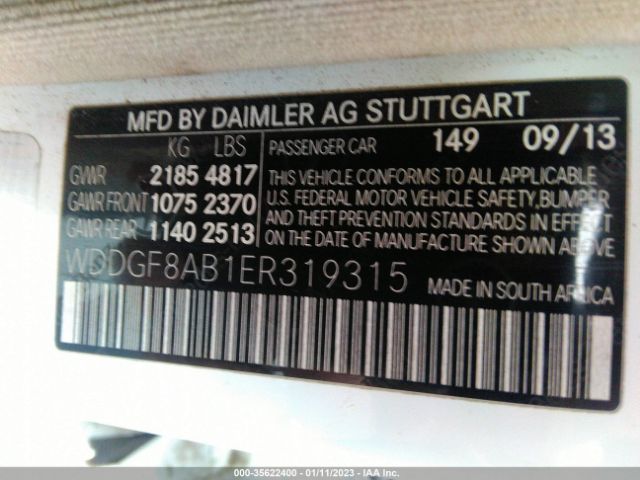 MFD BY DAIMLER AG STUTTGART
KG LBS PASSENGER CAR 149 09/13
GVWR 2185 4817
GAWR FRONT 1075 2370
GAWR REAR 1140 2513
THIS VEHICLE CONFORMS TO ALL APPLICABLE
U.S. FEDERAL MOTOR VEHICLE SAFETY, BUMPER
AND THEFT PREVENTION STANDARDS IN EFFECT
ON THE DATE OF MANUFACTURE SHOWN ABOVE.
WDDGF8AB1ER319315 MADE IN SOUTH AFRICA
000-35622400 - 01/11/2023 - IAA Inc.